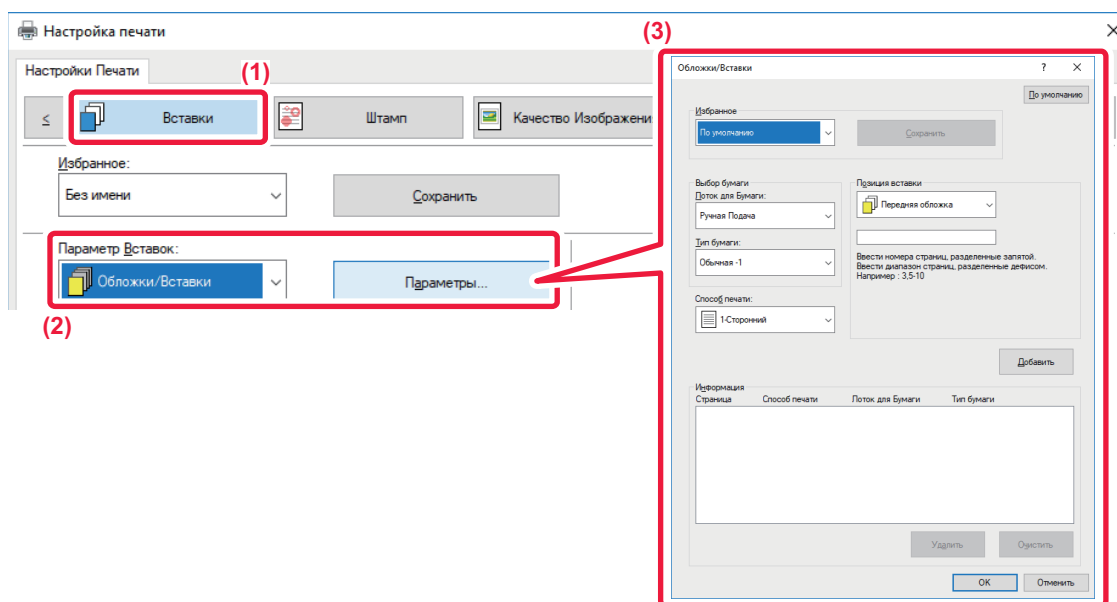 Настройка печати
(3)
Настройки Печати
(1)
≤
Вставки
Штамп
Качество Изображени
Избранное:
Без имени
Сохранить
Параметр Вставок:
Обложки/Вставки
Параметры...
(2)
Обложки/Вставки
?
По умолчанию
Избранное
По умолчанию
Сохранить
Выбор бумаги
Поток для Бумаги:
Ручная Подача
Тип бумаги:
Обычная -1
Способ печати:
1-Сторонний
Позиция вставки
Передняя обложка
Ввести номера страниц, разделенные запятой.
Ввести диапазон страниц, разделенные дефисом.
Например : 3,5-10
Добавить
Информация
Страница Способ печати Поток для Бумаги Тип бумаги
Удалить Очистить
OK Отменить